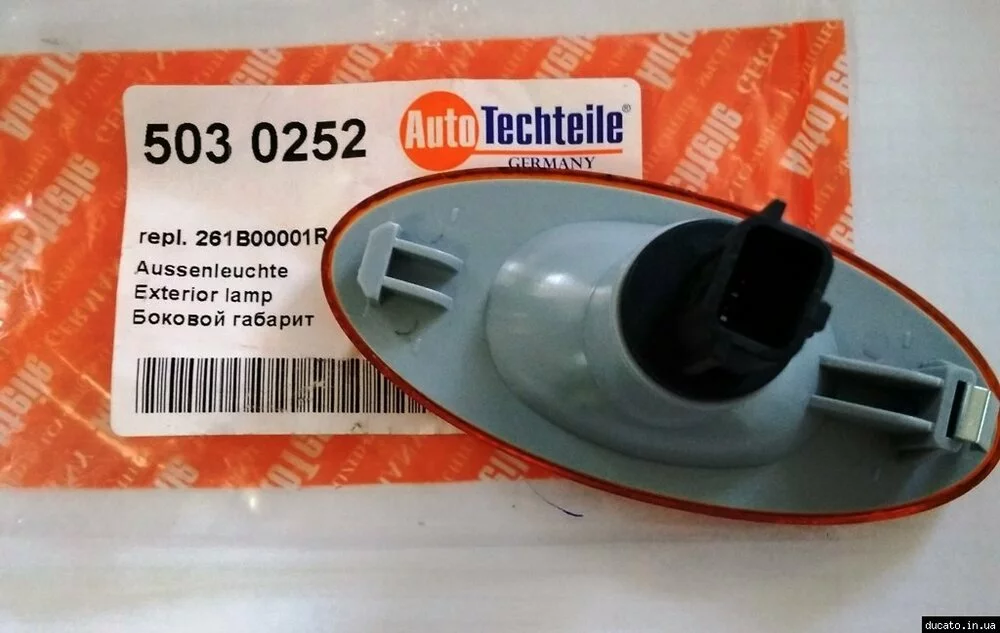 503 0252
AutoTechteile®
GERMANY
repl. 261B00001R
Aussenleuchte
Exterior lamp
Боковой габарит
ducato.in.ua